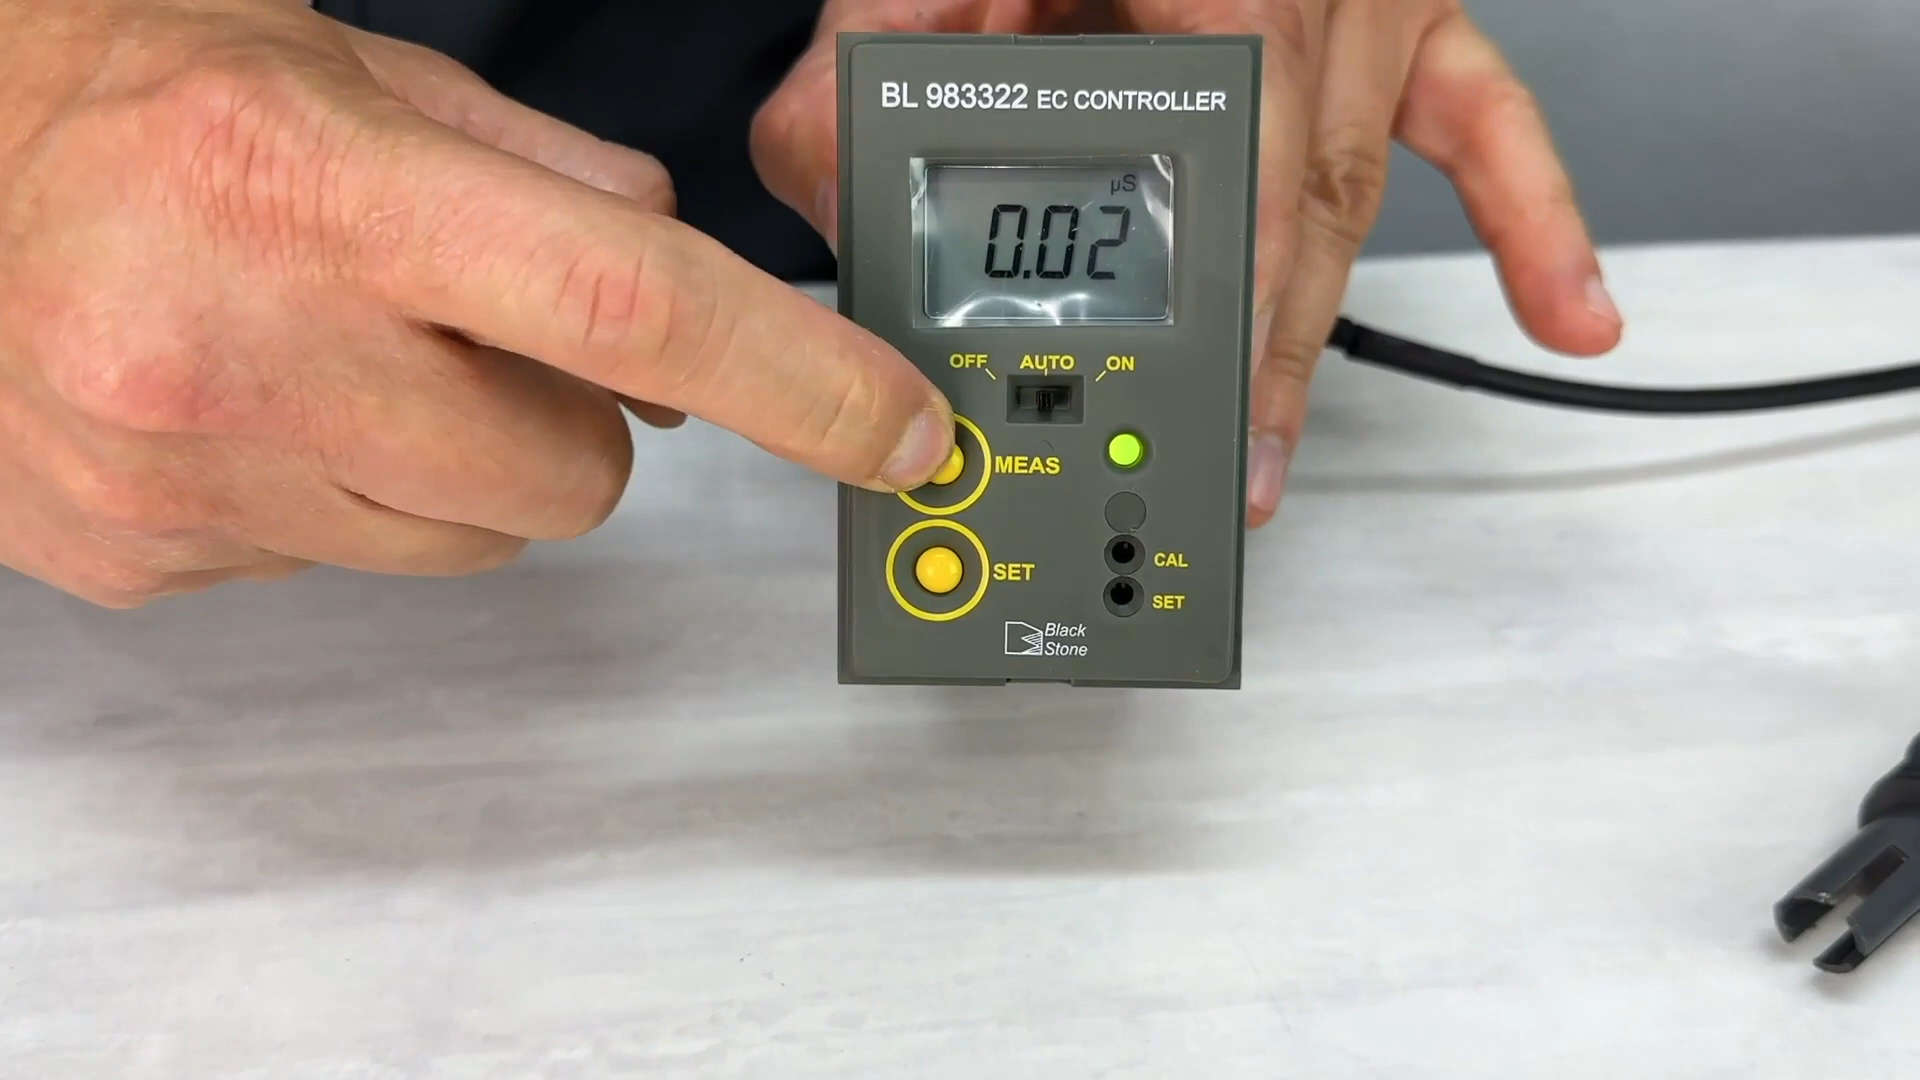 BL 983322 EC CONTROLLER
µS
0.02
OFF AUTO ON
MEAS
SET
CAL
SET
Black
Stone